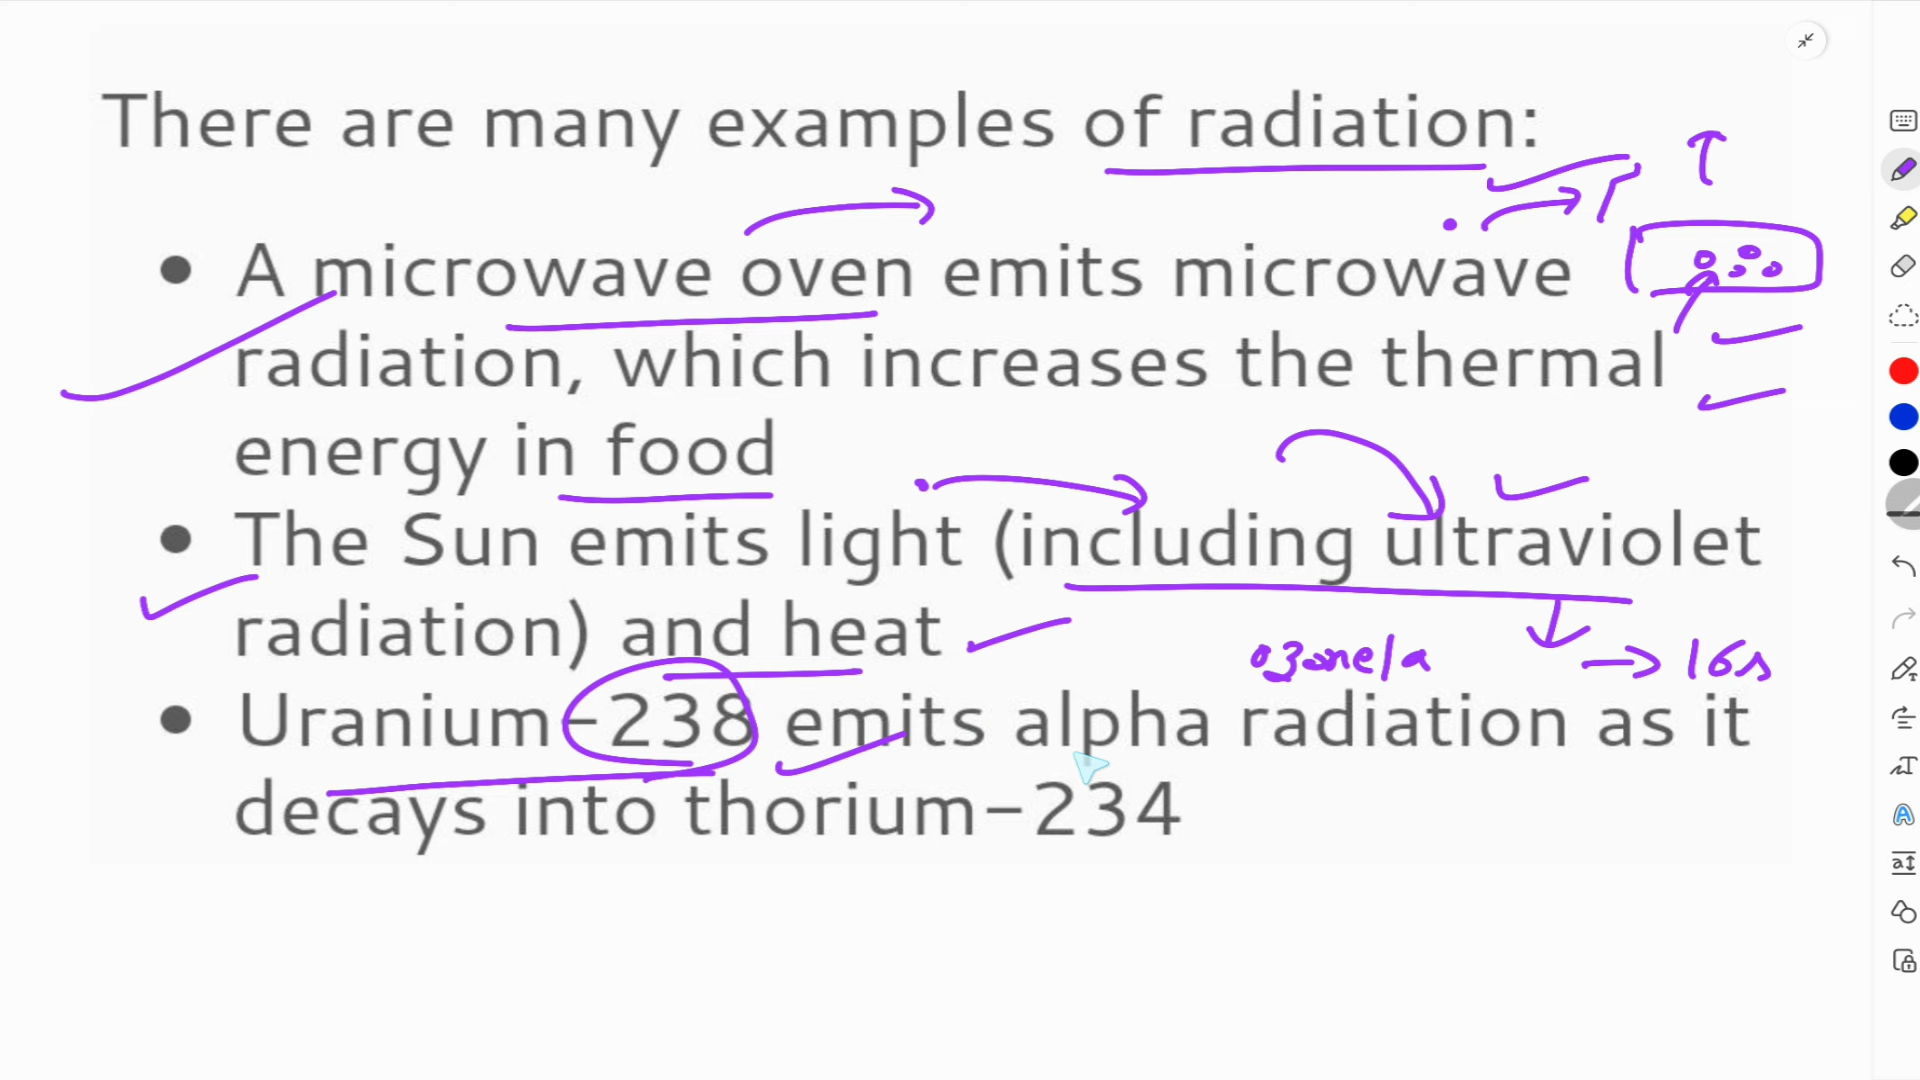 There are many examples of radiation:
• A microwave oven emits microwave
radiation, which increases the thermal
energy in food
• The Sun emits light (including ultraviolet
radiation) and heat
ozone/a → 16s
• Uranium-238 emits alpha radiation as it
decays into thorium-234